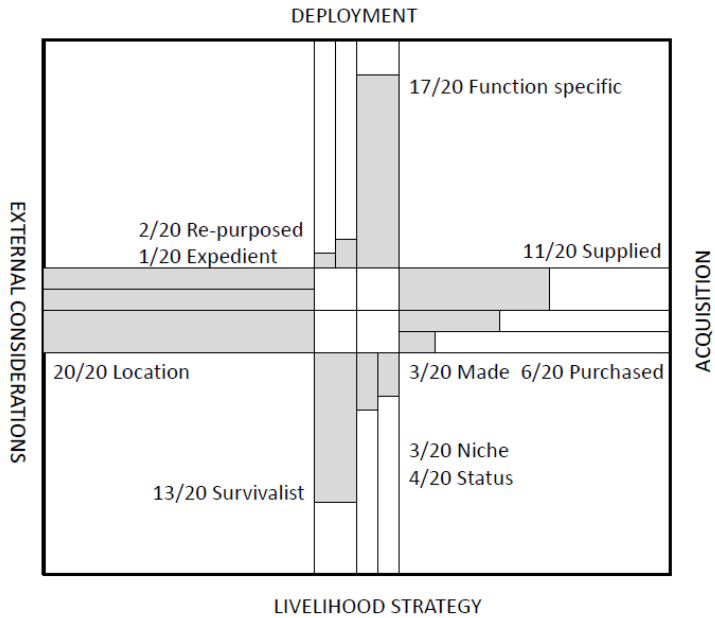 DEPLOYMENT
17/20 Function specific
2/20 Re-purposed
1/20 Expedient
11/20 Supplied
EXTERNAL CONSIDERATIONS
ACQUISITION
20/20 Location
3/20 Made 6/20 Purchased
3/20 Niche
4/20 Status
13/20 Survivalist
LIVELIHOOD STRATEGY